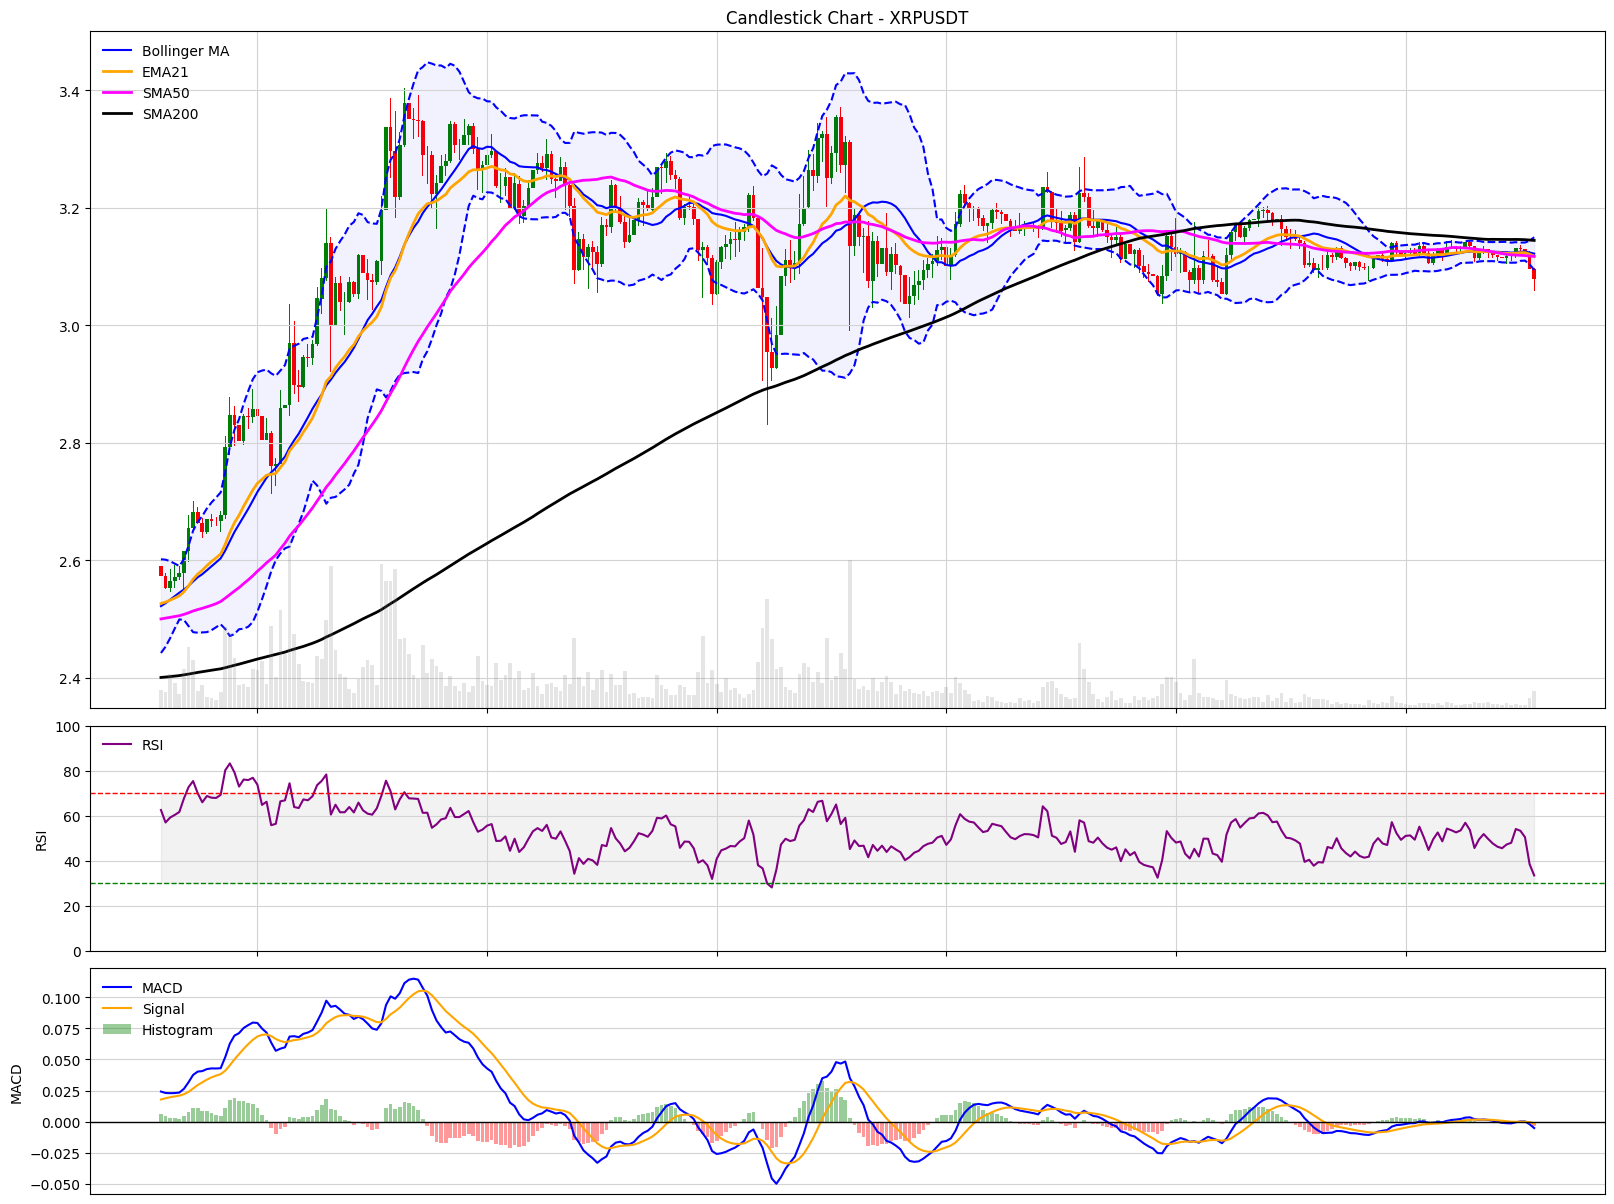 Candlestick Chart - XRPUSDT
Bollinger MA
EMA21
SMA50
SMA200
3.4
3.2
3.0
2.8
2.6
2.4
RSI
100
80
60
40
20
0
RSI
MACD
Signal
Histogram
0.100
0.075
0.050
0.025
0.000
−0.025
−0.050
MACD